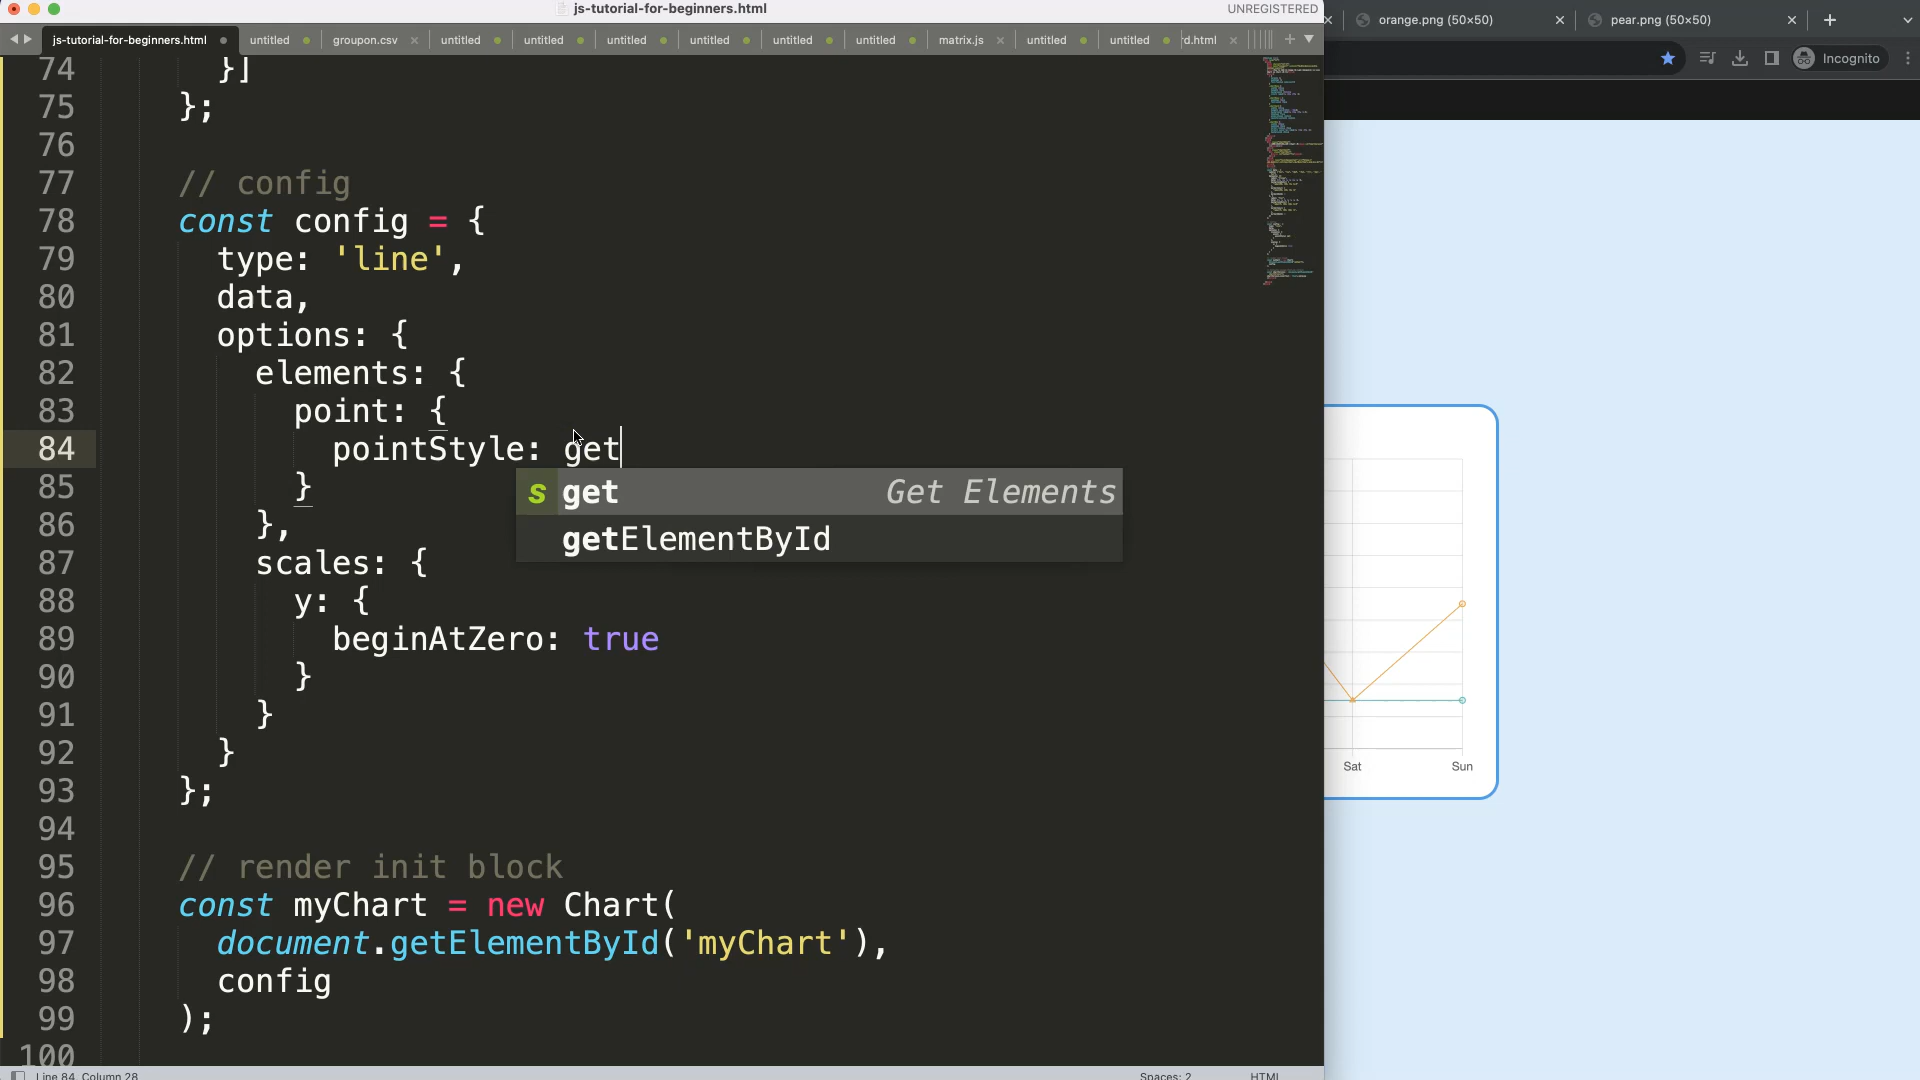 js-tutorial-for-beginners.html
UNREGISTERED
js-tutorial-for-beginners.html untitled groupon.csv untitled untitled untitled untitled untitled untitled matrix.js untitled untitled rd.html
orange.png (50×50) pear.png (50×50)
Incognito
74 }]
75 };
76
77 // config
78 const config = {
79 type: 'line',
80 data,
81 options: {
82 elements: {
83 point: {
84 pointStyle: get
s get Get Elements
getElementById
85 }
86 },
87 scales: {
88 y: {
89 beginAtZero: true
90 }
91 }
92 }
93 };
94
95 // render init block
96 const myChart = new Chart(
97 document.getElementById('myChart'),
98 config
99 );
100
Sat Sun
Line 84, Column 28 Spaces: 2 HTML